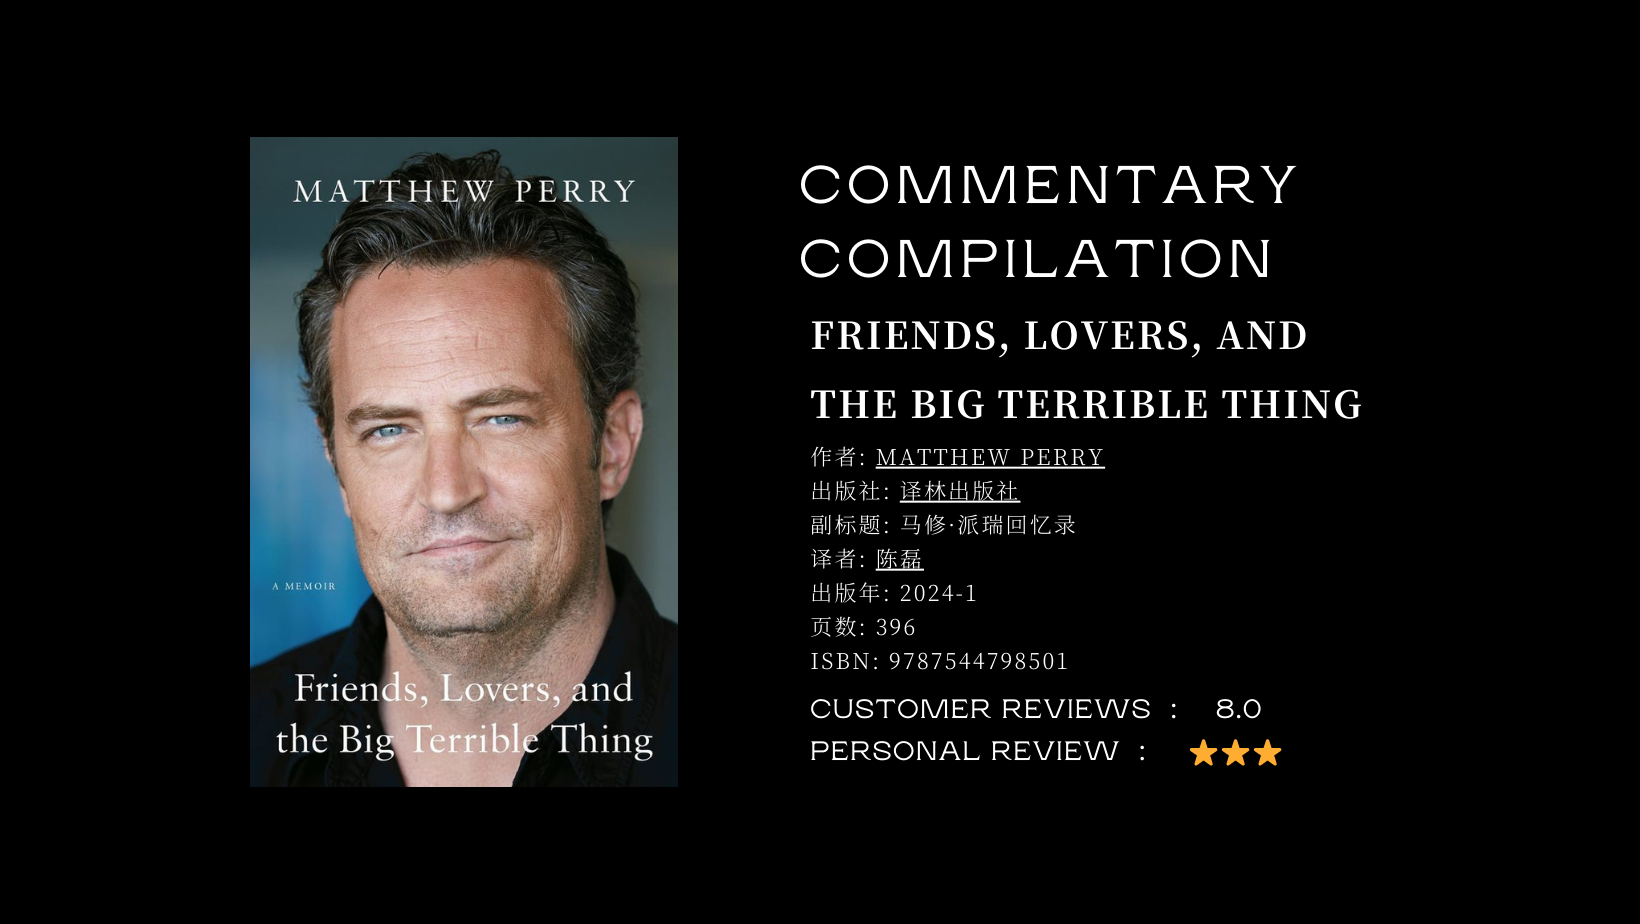 MATTHEW PERRY
A MEMOIR
Friends, Lovers, and
the Big Terrible Thing
COMMENTARY
COMPILATION
FRIENDS, LOVERS, AND
THE BIG TERRIBLE THING
作者: MATTHEW PERRY
出版社: 译林出版社
副标题: 马修·派瑞回忆录
译者: 陈磊
出版年: 2024-1
页数: 396
ISBN: 9787544798501
CUSTOMER REVIEWS : 8.0
PERSONAL REVIEW :